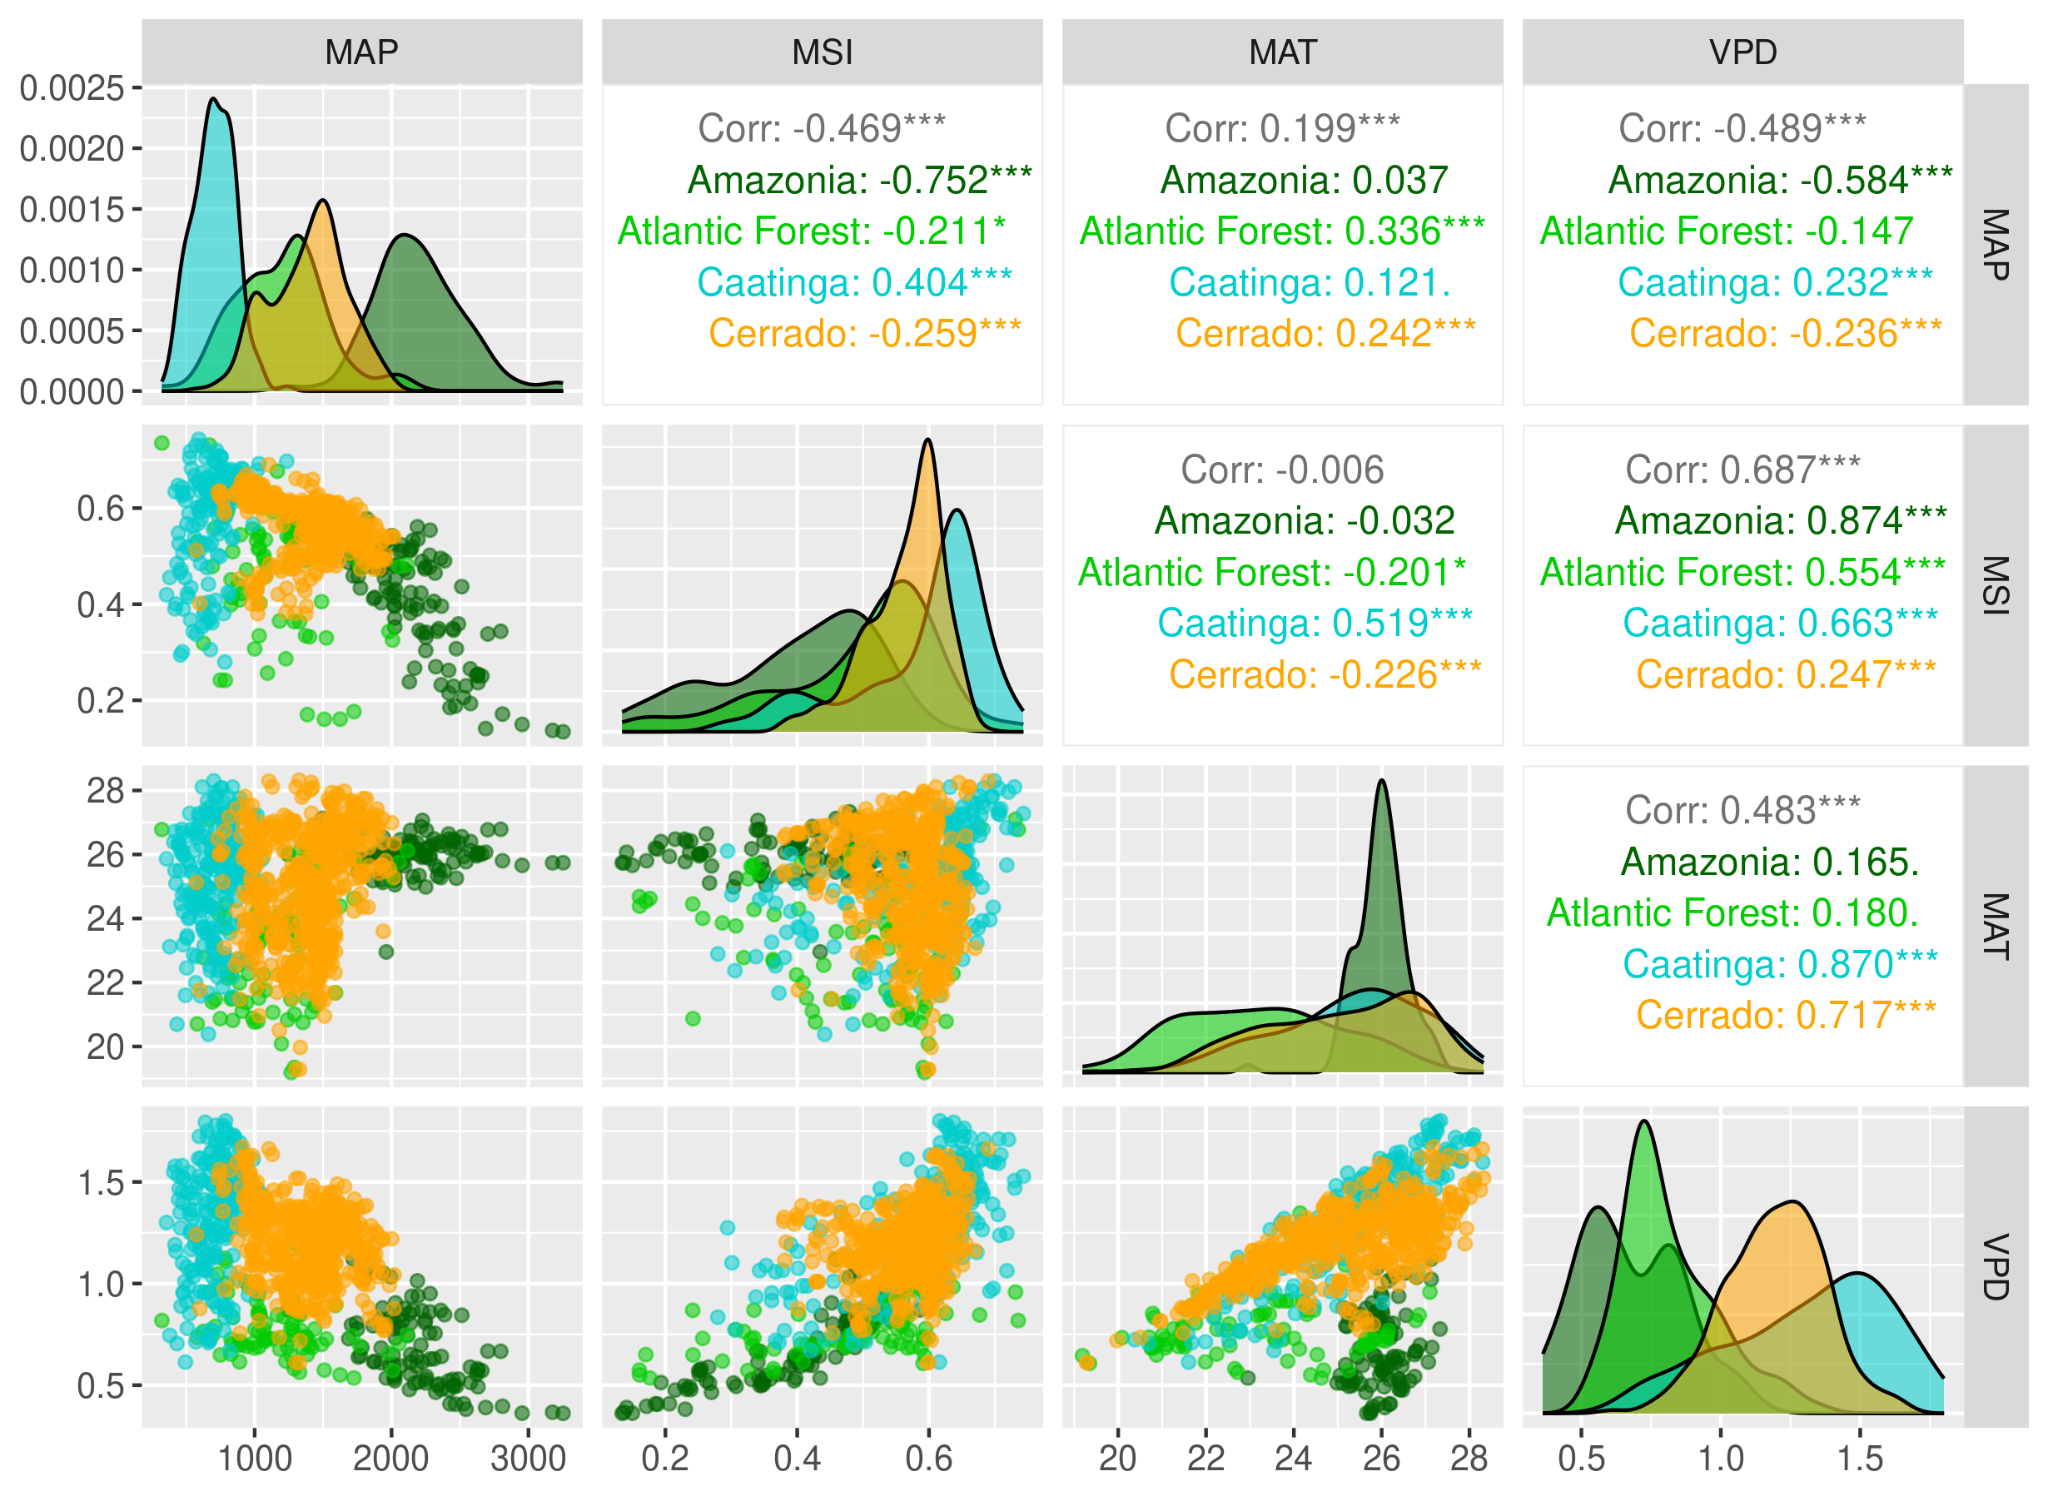 MAP
MSI
MAT
VPD
0.0025
0.0020
0.0015
0.0010
0.0005
0.0000
Corr: -0.469***
Amazonia: -0.752***
Atlantic Forest: -0.211*
Caatinga: 0.404***
Cerrado: -0.259***
Corr: 0.199***
Amazonia: 0.037
Atlantic Forest: 0.336***
Caatinga: 0.121.
Cerrado: 0.242***
Corr: -0.489***
Amazonia: -0.584***
Atlantic Forest: -0.147
Caatinga: 0.232***
Cerrado: -0.236***
MAP
0.6
0.4
0.2
Corr: -0.006
Amazonia: -0.032
Atlantic Forest: -0.201*
Caatinga: 0.519***
Cerrado: -0.226***
Corr: 0.687***
Amazonia: 0.874***
Atlantic Forest: 0.554***
Caatinga: 0.663***
Cerrado: 0.247***
MSI
28
26
24
22
20
Corr: 0.483***
Amazonia: 0.165.
Atlantic Forest: 0.180.
Caatinga: 0.870***
Cerrado: 0.717***
MAT
1.5
1.0
0.5
VPD
1000 2000 3000
0.2 0.4 0.6
20 22 24 26 28
0.5 1.0 1.5